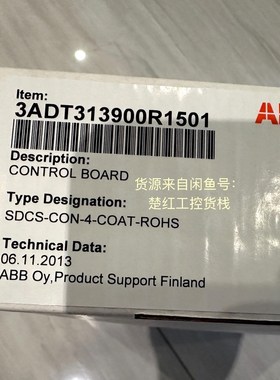 Item:
ABB
3ADT313900R1501
货源来自闲鱼号:
Description:
CONTROL BOARD
楚红工控货栈
Type Designation:
SDCS-CON-4-COAT-ROHS
Technical Data:
06.11.2013
ABB Oy,Product Support Finland